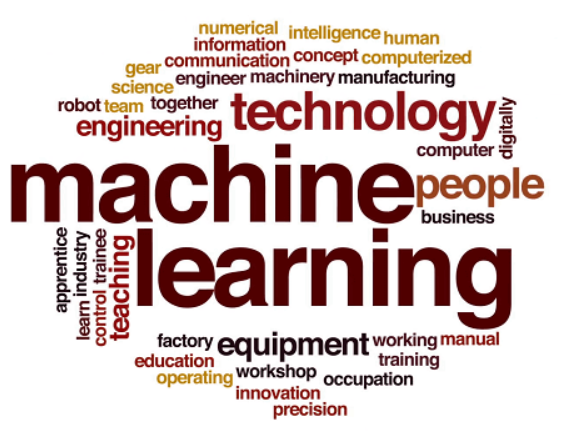 numerical intelligence human
information
communication concept computerized
gear engineer machinery manufacturing
science
robot team together technology digitally
engineering
computer
machine people
business
learning
apprentice
learn industry
control trainee
teaching
factory equipment working manual
education training
operating workshop occupation
innovation
precision